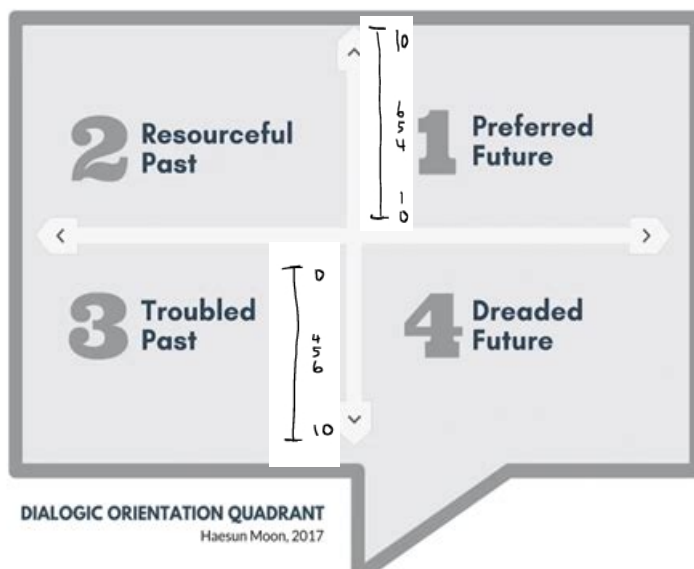 10
6
5
4
1
0
2 Resourceful
Past
1 Preferred
Future
3 Troubled
Past
0
4
5
6
10
4 Dreaded
Future
DIALOGIC ORIENTATION QUADRANT
Haesun Moon, 2017